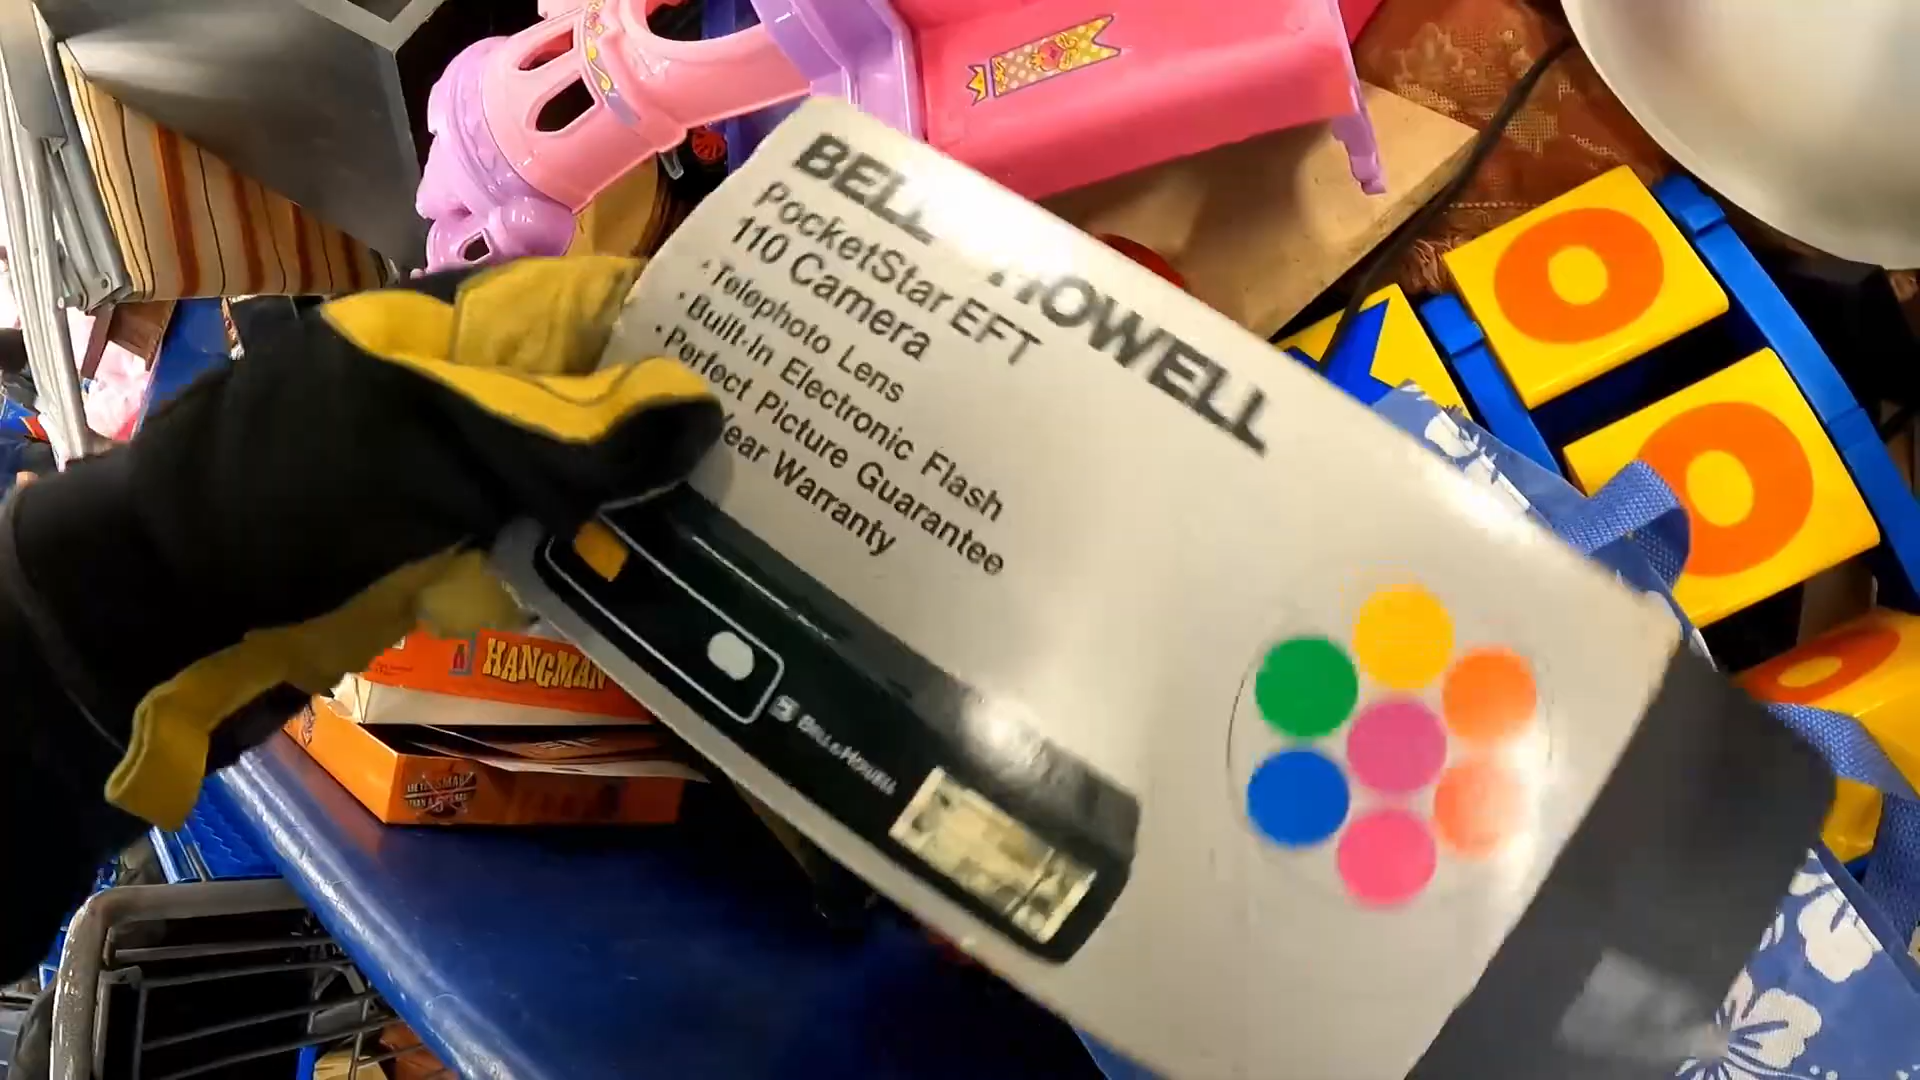 BELL HOWELL
PocketStar EFT
110 Camera
• Telephoto Lens
• Built-In Electronic Flash
• Perfect Picture Guarantee
Year Warranty
BELL & HOWELL
HANGMAN
O
O